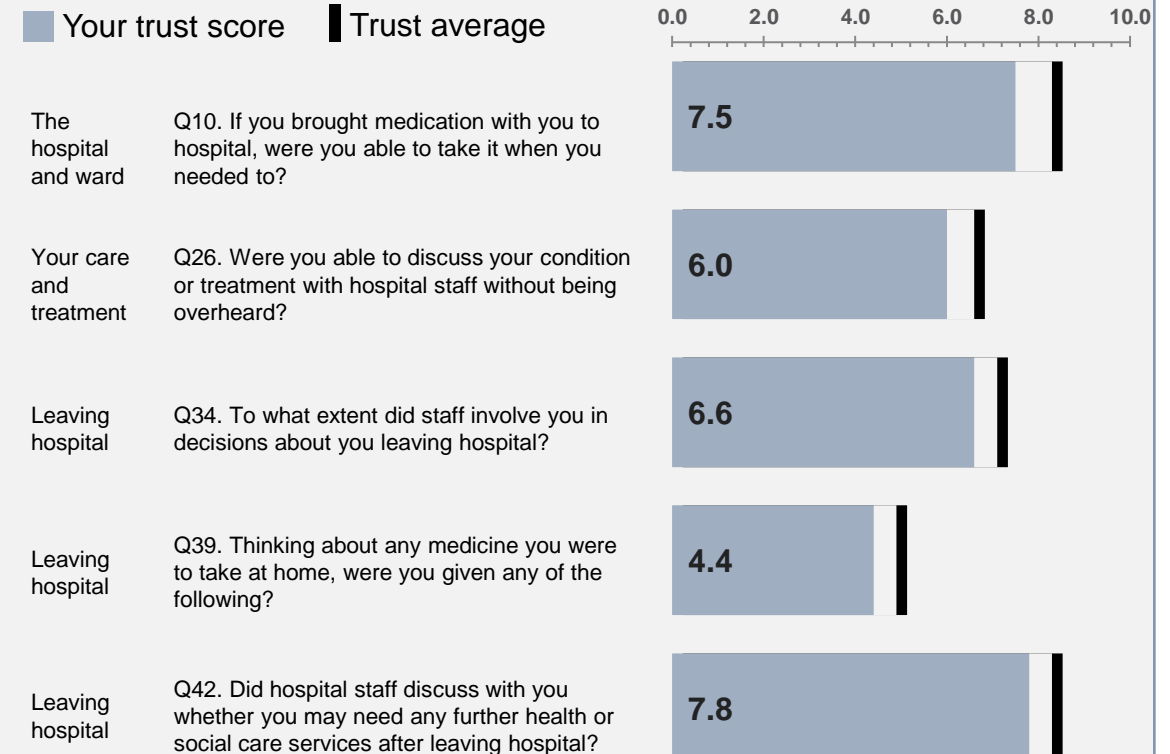 Your trust score
Trust average
0.0 2.0 4.0 6.0 8.0 10.0
The
hospital
and ward
Q10. If you brought medication with you to
hospital, were you able to take it when you
needed to?
7.5
Your care
and
treatment
Q26. Were you able to discuss your condition
or treatment with hospital staff without being
overheard?
6.0
Leaving
hospital
Q34. To what extent did staff involve you in
decisions about you leaving hospital?
6.6
Leaving
hospital
Q39. Thinking about any medicine you were
to take at home, were you given any of the
following?
4.4
Leaving
hospital
Q42. Did hospital staff discuss with you
whether you may need any further health or
social care services after leaving hospital?
7.8